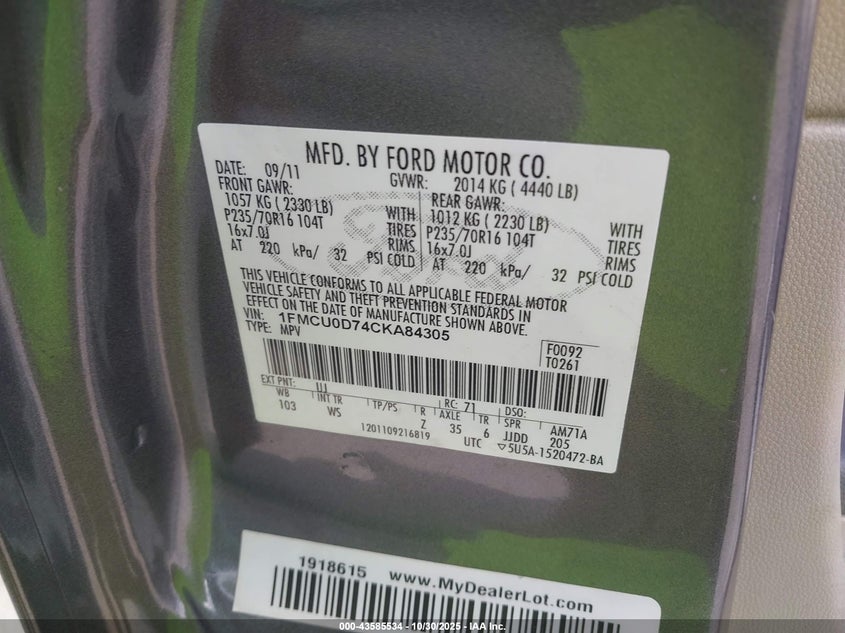 MFD. BY FORD MOTOR CO.
DATE: 09/11 GVWR: 2014 KG ( 4440 LB)
FRONT GAWR: REAR GAWR:
1057 KG ( 2330 LB) WITH 1012 KG ( 2230 LB) WITH
P235/70R16 104T TIRES P235/70R16 104T TIRES
16x7.0J RIMS 16x7.0J RIMS
AT 220 kPa/ 32 PSI COLD AT 220 kPa/ 32 PSI COLD
THIS VEHICLE CONFORMS TO ALL APPLICABLE FEDERAL MOTOR
VEHICLE SAFETY AND THEFT PREVENTION STANDARDS IN
EFFECT ON THE DATE OF MANUFACTURE SHOWN ABOVE.
VIN: 1FMCU0D74CKA84305
TYPE: MPV
F0092
T0261
EXT PNT: UJ RC: 71 DSO:
WB INT TR TP/PS R AXLE TR SPR AM71A
103 WS Z 35 6 JJDD 205
1201109216819 UTC ▽5U5A-1520472-BA
1918615 www.MyDealerLot.com
000-43585534 - 10/30/2025 - IAA, Inc.